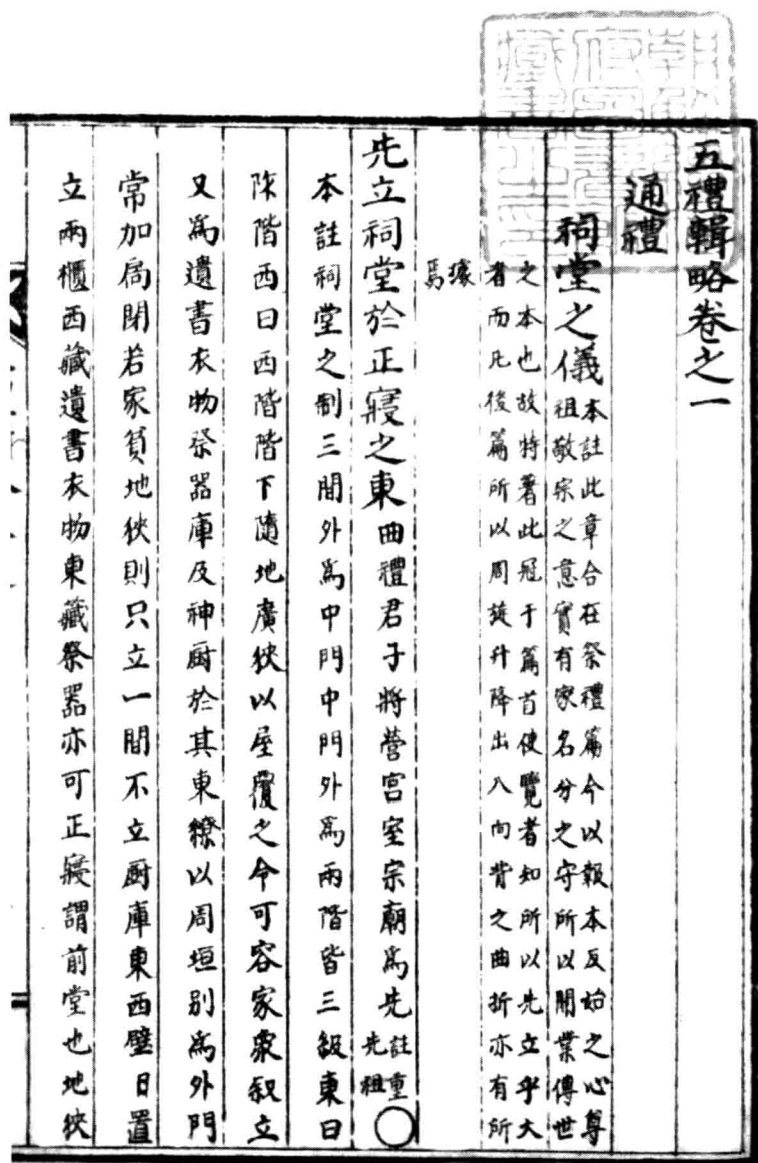 五禮輯略卷之一
通禮
祠堂之儀
本註此章合在祭禮篇今以報本反始之心尊
祖敬宗之意實有家名分之守所以開業傳世
之本也故特著此冠于篇首使覽者知所以先立乎大
者而凡後篇所以周旋升降出入向背之曲折亦有所
據
焉
先立祠堂於正寢之東曲禮君子將營宮室宗廟爲先
註重
先祖
○
本註祠堂之制三間外爲中門中門外爲兩階皆三級東曰
阼階西曰西階階下隨地廣狹以屋覆之令可容家衆叙立
又爲遺書衣物祭器庫及神廚於其東繚以周垣別爲外門
常加扃閉若家貧地狹則只立一間不立廚庫東西壁日置
立兩櫃西藏遺書衣物東藏祭器亦可正寢謂前堂也地狹